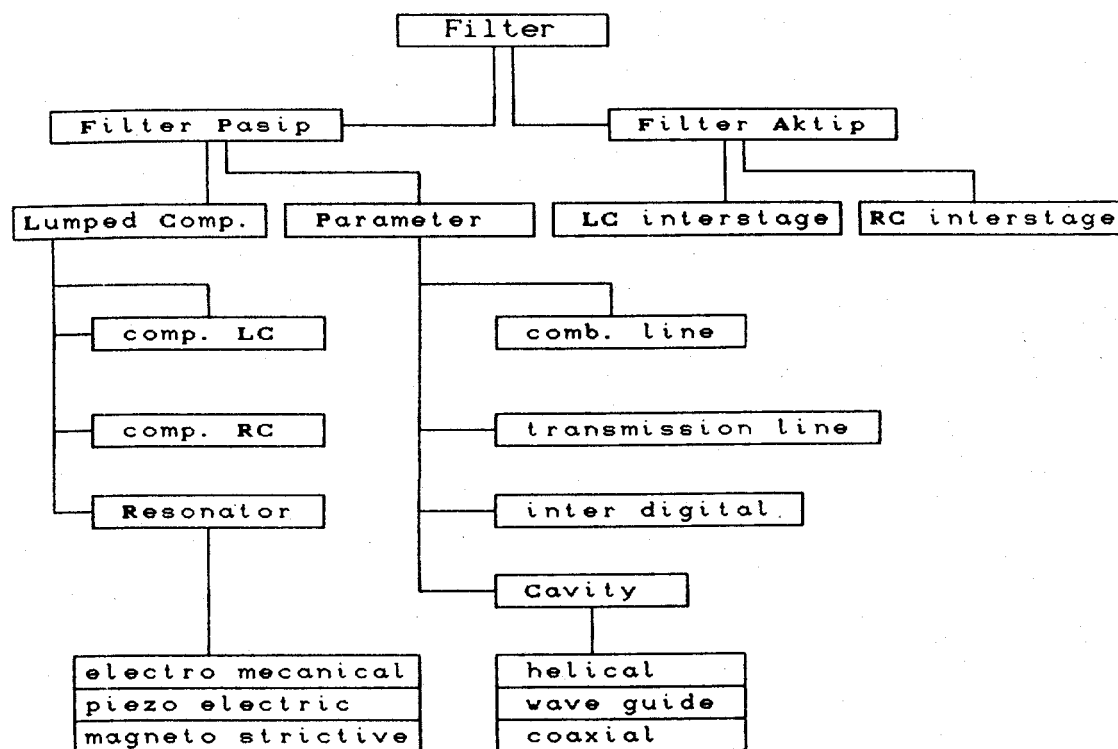 Filter
Filter Pasip
Filter Aktip
Lumped Comp.
Parameter
LC interstage
RC interstage
comp. LC
comb. line
comp. RC
transmission line
Resonator
inter digital
Cavity
electro mecanical
piezo electric
magneto strictive
helical
wave guide
coaxial